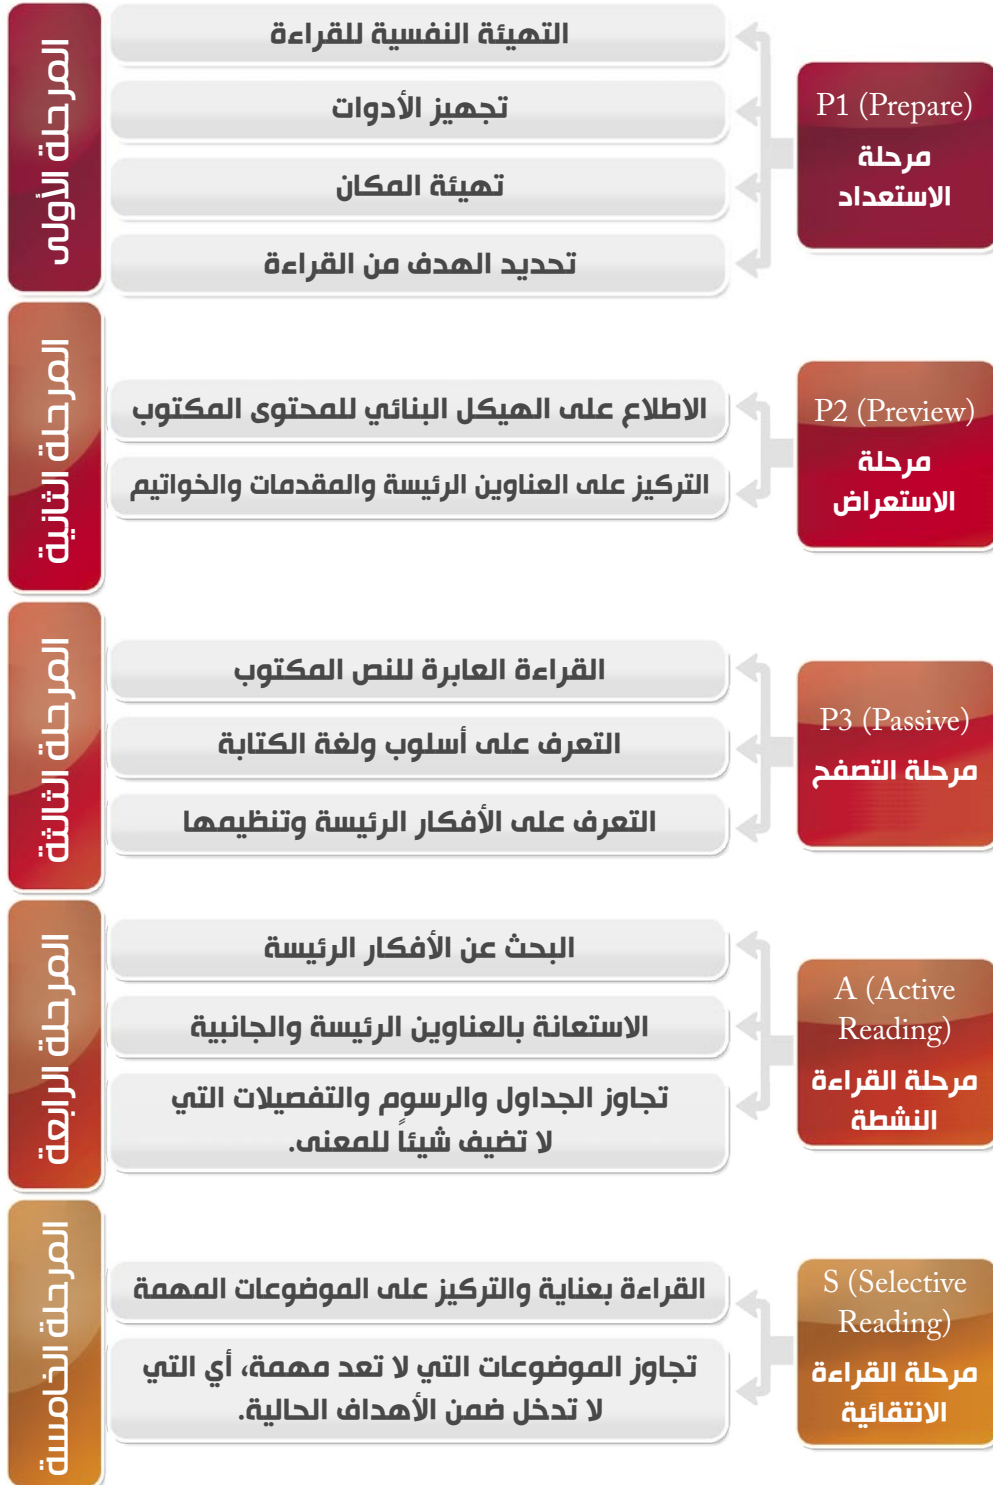 المرحلة الأولى
P1 (Prepare)
مرحلة
الاستعداد
التهيئة النفسية للقراءة
تجهيز الأدوات
تهيئة المكان
تحديد الهدف من القراءة
المرحلة الثانية
P2 (Preview)
مرحلة
الاستعراض
الاطلاع على الهيكل البنائي للمحتوى المكتوب
التركيز على العناوين الرئيسة والمقدمات والخواتيم
المرحلة الثالثة
P3 (Passive)
مرحلة التصفح
القراءة العابرة للنص المكتوب
التعرف على أسلوب ولغة الكتابة
التعرف على الأفكار الرئيسة وتنظيمها
المرحلة الرابعة
A (Active
Reading)
مرحلة القراءة
النشطة
البحث عن الأفكار الرئيسة
الاستعانة بالعناوين الرئيسة والجانبية
تجاوز الجداول والرسوم والتفصيلات التي
لا تضيف شيئاً للمعنى.
المرحلة الخامسة
S (Selective
Reading)
مرحلة القراءة
الانتقائية
القراءة بعناية والتركيز على الموضوعات المهمة
تجاوز الموضوعات التي لا تعد مهمة، أي التي
لا تدخل ضمن الأهداف الحالية.